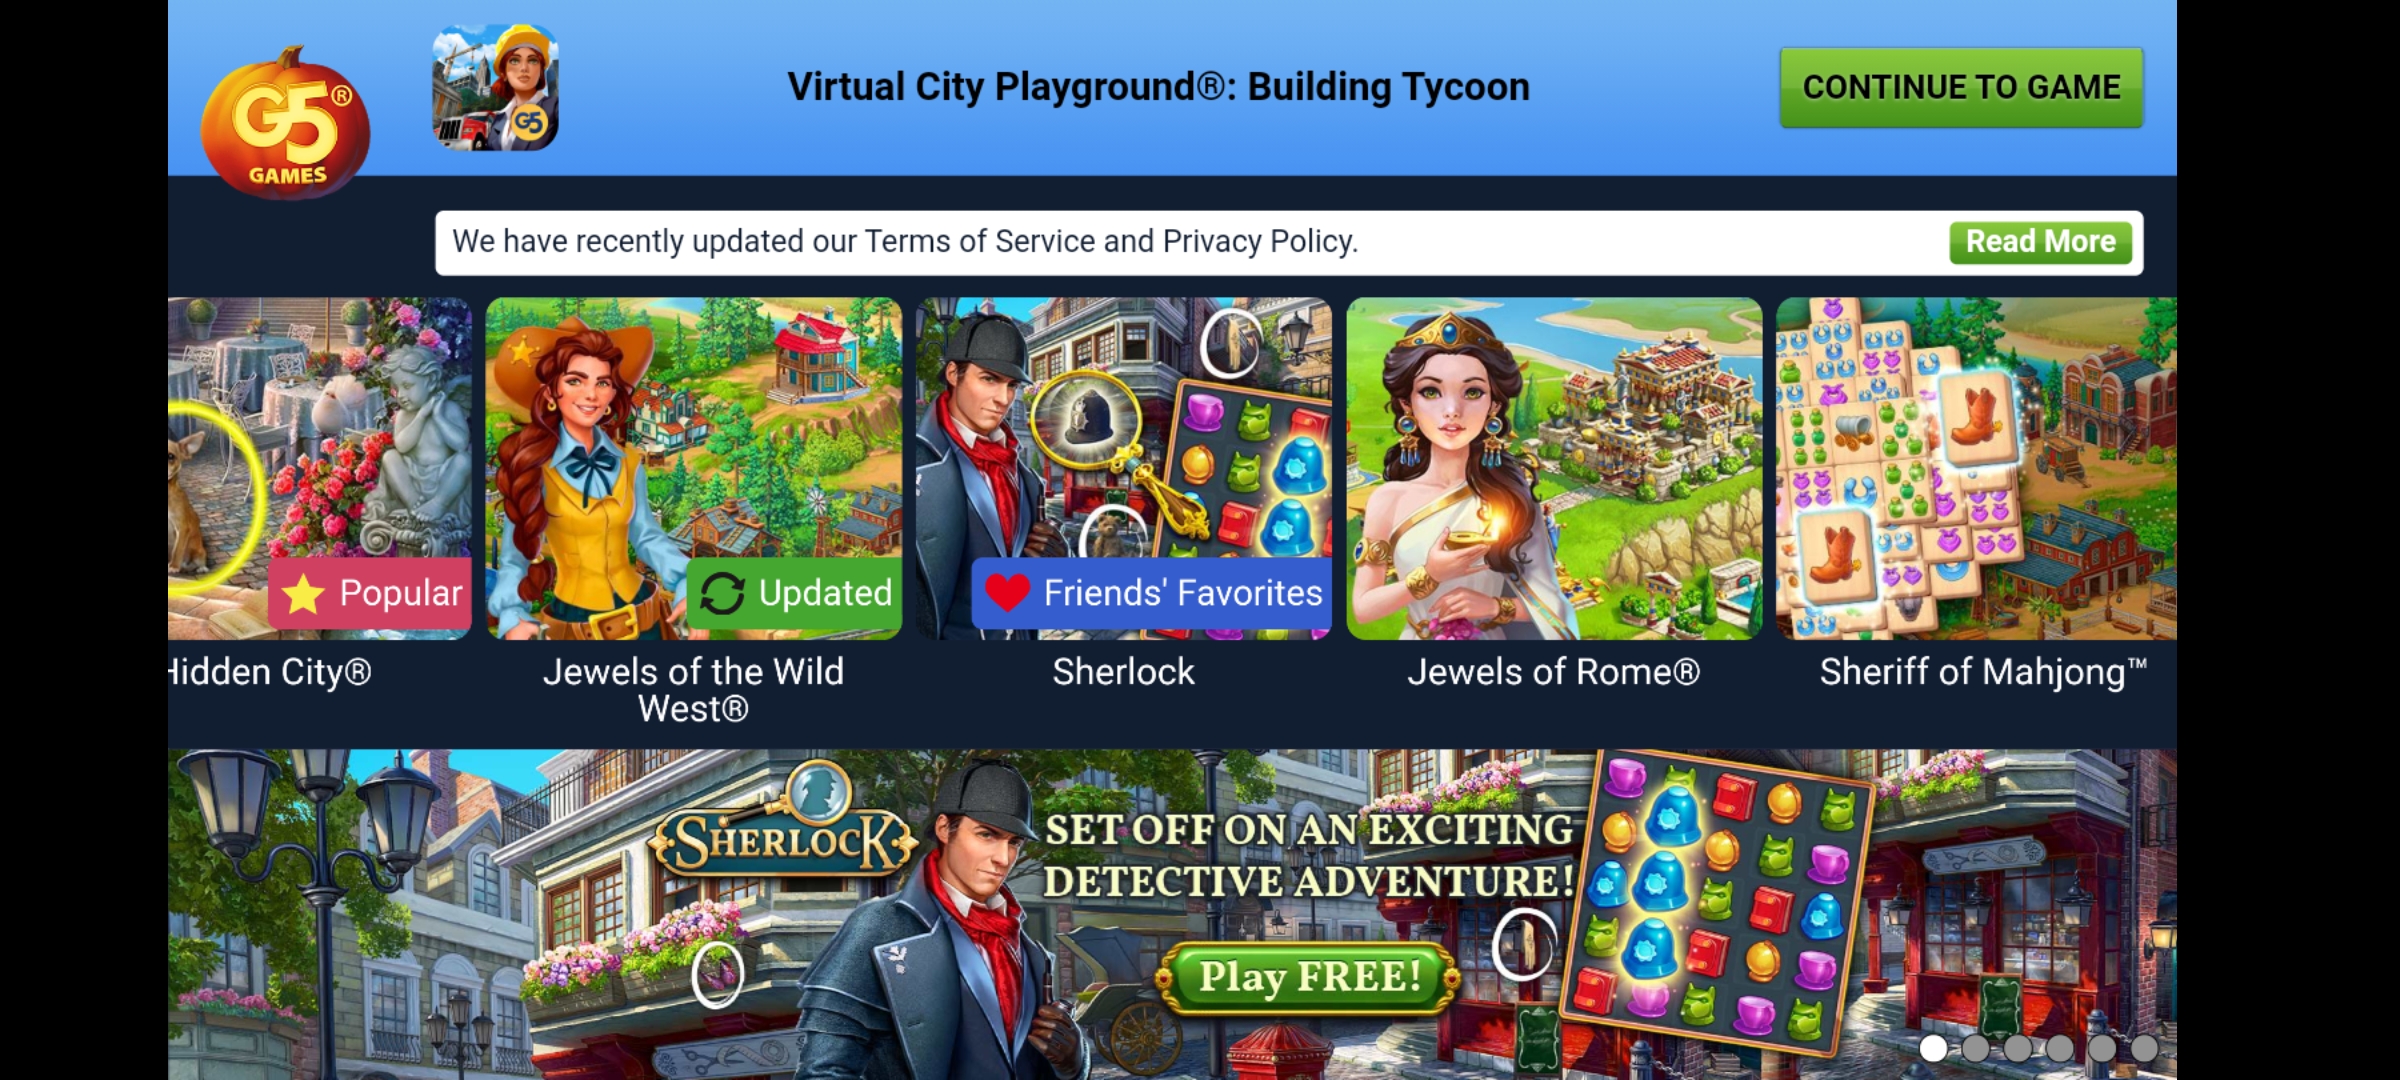 G5®
GAMES
G5
Virtual City Playground®: Building Tycoon
CONTINUE TO GAME
We have recently updated our Terms of Service and Privacy Policy.
Read More
Popular
Updated
Friends' Favorites
Hidden City®
Jewels of the Wild
West®
Sherlock
Jewels of Rome®
Sheriff of Mahjong™
SHERLOCK
SET OFF ON AN EXCITING
DETECTIVE ADVENTURE!
Play FREE!